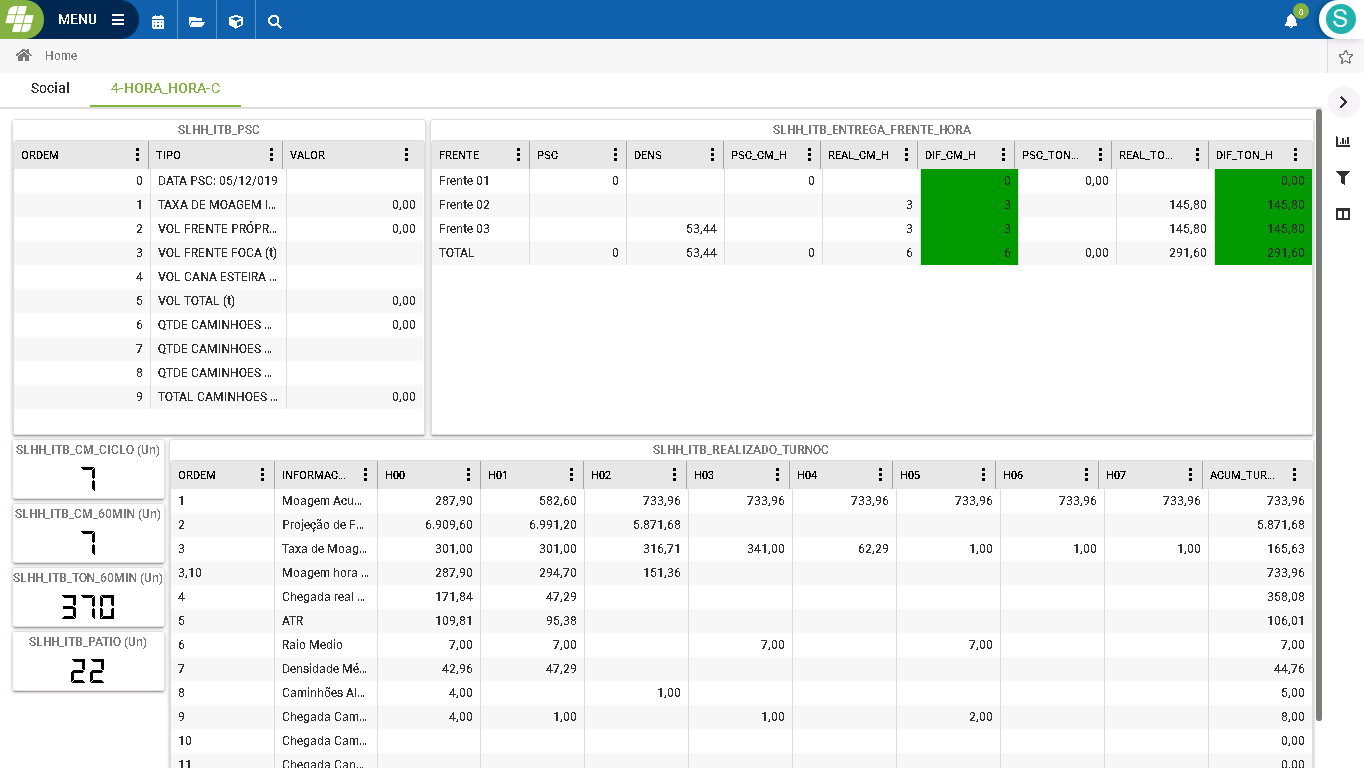 MENU
0
S
Home
Social 4-HORA_HORA-C
SLHH_ITB_PSC
ORDEM TIPO VALOR
0 DATA PSC: 05/12/019
1 TAXA DE MOAGEM I... 0,00
2 VOL FRENTE PRÓPR... 0,00
3 VOL FRENTE FOCA (t)
4 VOL CANA ESTEIRA ...
5 VOL TOTAL (t) 0,00
6 QTDE CAMINHOES ... 0,00
7 QTDE CAMINHOES ...
8 QTDE CAMINHOES ...
9 TOTAL CAMINHOES ... 0,00
SLHH_ITB_ENTREGA_FRENTE_HORA
FRENTE PSC DENS PSC_CM_H REAL_CM_H DIF_CM_H PSC_TON... REAL_TO... DIF_TON_H
Frente 01 0 0 0 0,00 0,00
Frente 02 3 3 145,80 145,80
Frente 03 53,44 3 3 145,80 145,80
TOTAL 0 53,44 0 6 6 0,00 291,60 291,60
SLHH_ITB_CM_CICLO (Un)
7
SLHH_ITB_CM_60MIN (Un)
7
SLHH_ITB_TON_60MIN (Un)
370
SLHH_ITB_PATIO (Un)
22
SLHH_ITB_REALIZADO_TURNOC
ORDEM INFORMAC... H00 H01 H02 H03 H04 H05 H06 H07 ACUM_TUR...
1 Moagem Acu... 287,90 582,60 733,96 733,96 733,96 733,96 733,96 733,96 733,96
2 Projeção de F... 6.909,60 6.991,20 5.871,68 5.871,68
3 Taxa de Moag... 301,00 301,00 316,71 341,00 62,29 1,00 1,00 1,00 165,63
3,10 Moagem hora ... 287,90 294,70 151,36 733,96
4 Chegada real ... 171,84 47,29 358,08
5 ATR 109,81 95,38 106,01
6 Raio Medio 7,00 7,00 7,00 7,00 7,00
7 Densidade Mé... 42,96 47,29 44,76
8 Caminhões Al... 4,00 1,00 5,00
9 Chegada Cam... 4,00 1,00 1,00 2,00 8,00
10 Chegada Cam... 0,00
11 Chegada Can... 0,00